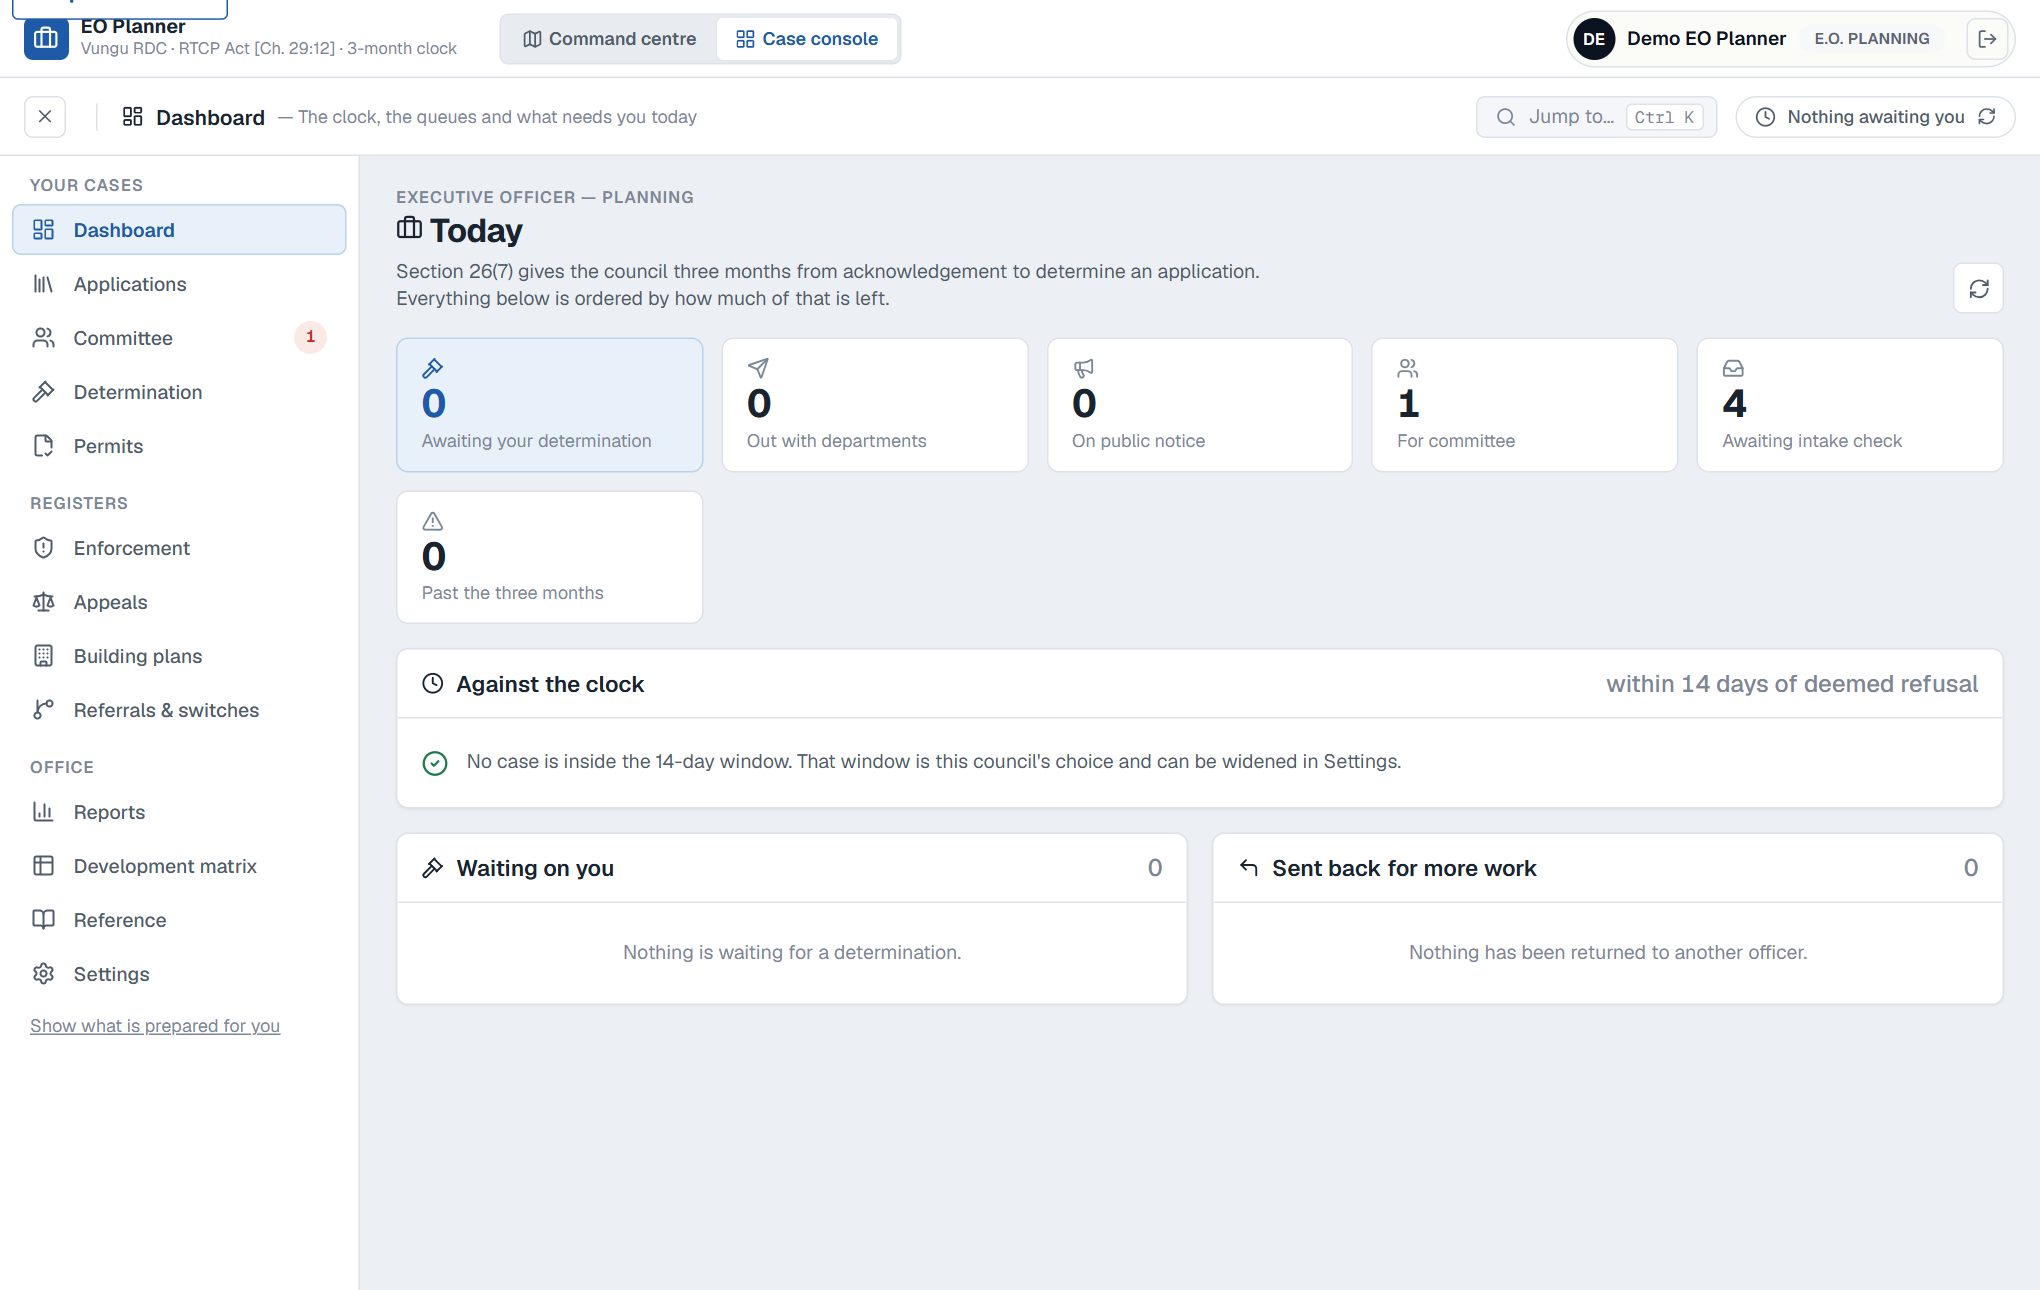 EO Planner
Vungu RDC · RTCP Act [Ch. 29:12] · 3-month clock
Command centre
Case console
DE
Demo EO Planner
E.O. PLANNING
Dashboard
— The clock, the queues and what needs you today
Jump to...
Ctrl K
Nothing awaiting you
YOUR CASES
Dashboard
Applications
Committee
1
Determination
Permits
REGISTERS
Enforcement
Appeals
Building plans
Referrals & switches
OFFICE
Reports
Development matrix
Reference
Settings
Show what is prepared for you
EXECUTIVE OFFICER — PLANNING
Today
Section 26(7) gives the council three months from acknowledgement to determine an application.
Everything below is ordered by how much of that is left.
0
Awaiting your determination
0
Out with departments
0
On public notice
1
For committee
4
Awaiting intake check
0
Past the three months
Against the clock
within 14 days of deemed refusal
No case is inside the 14-day window. That window is this council's choice and can be widened in Settings.
Waiting on you
0
Nothing is waiting for a determination.
Sent back for more work
0
Nothing has been returned to another officer.